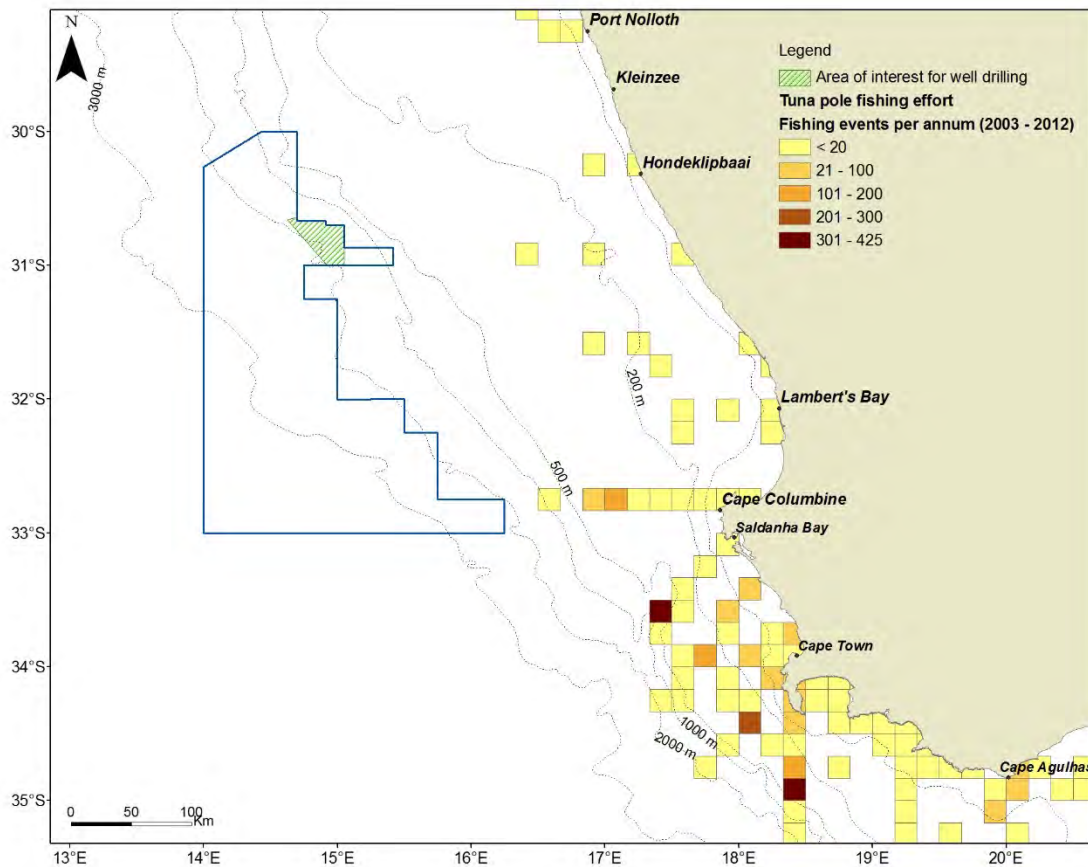 N
Port Nolloth
Legend
Area of interest for well drilling
Kleinzee
3000 m
Tuna pole fishing effort
Fishing events per annum (2003 - 2012)
30°S
< 20
Hondeklipbaai
21 - 100
101 - 200
201 - 300
301 - 425
31°S
200 m
32°S
Lambert's Bay
500 m
Cape Columbine
33°S
Saldanha Bay
34°S
Cape Town
1000 m
2000 m
Cape Agulhas
35°S
0 50 100
Km
13°E 14°E 15°E 16°E 17°E 18°E 19°E 20°E